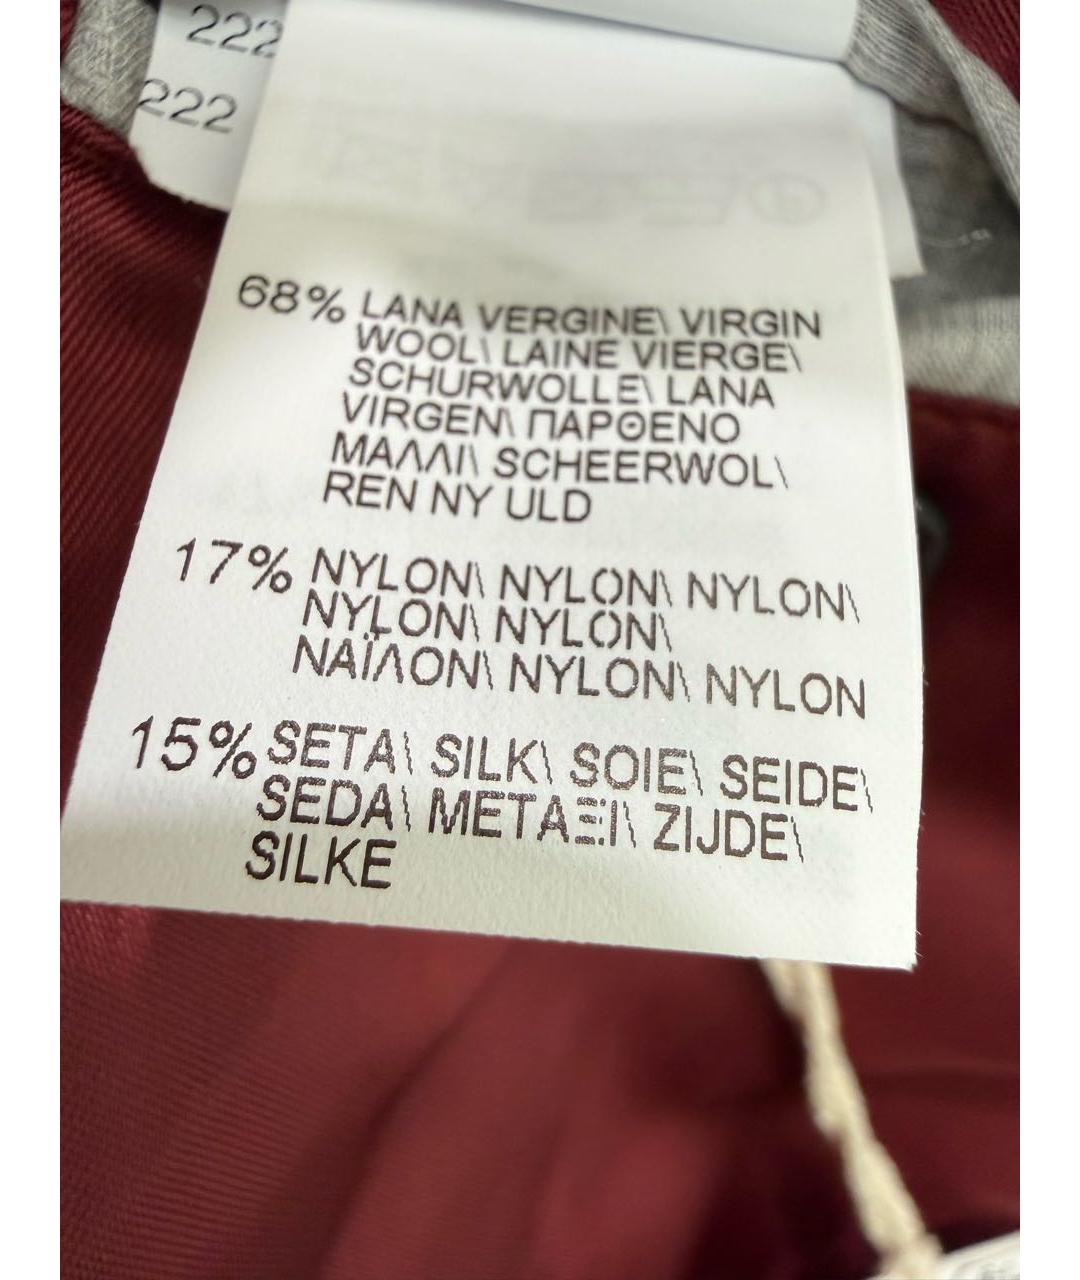 222
222
68% LANA VERGINE\ VIRGIN
WOOL\ LAINE VIERGE\
SCHURWOLLE\ LANA
VIRGEN\ ΠΑΡΘΕΝΟ
ΜΑΛΛΙ\ SCHEERWOL\
REN NY ULD
17% NYLON\ NYLON\ NYLON\
NYLON\ NYLON\
ΝΑΪΛΟΝ\ NYLON\ NYLON
15% SETA\ SILK\ SOIE\ SEIDE\
SEDA\ ΜΕΤΑΞΙ\ ZIJDE\
SILKE